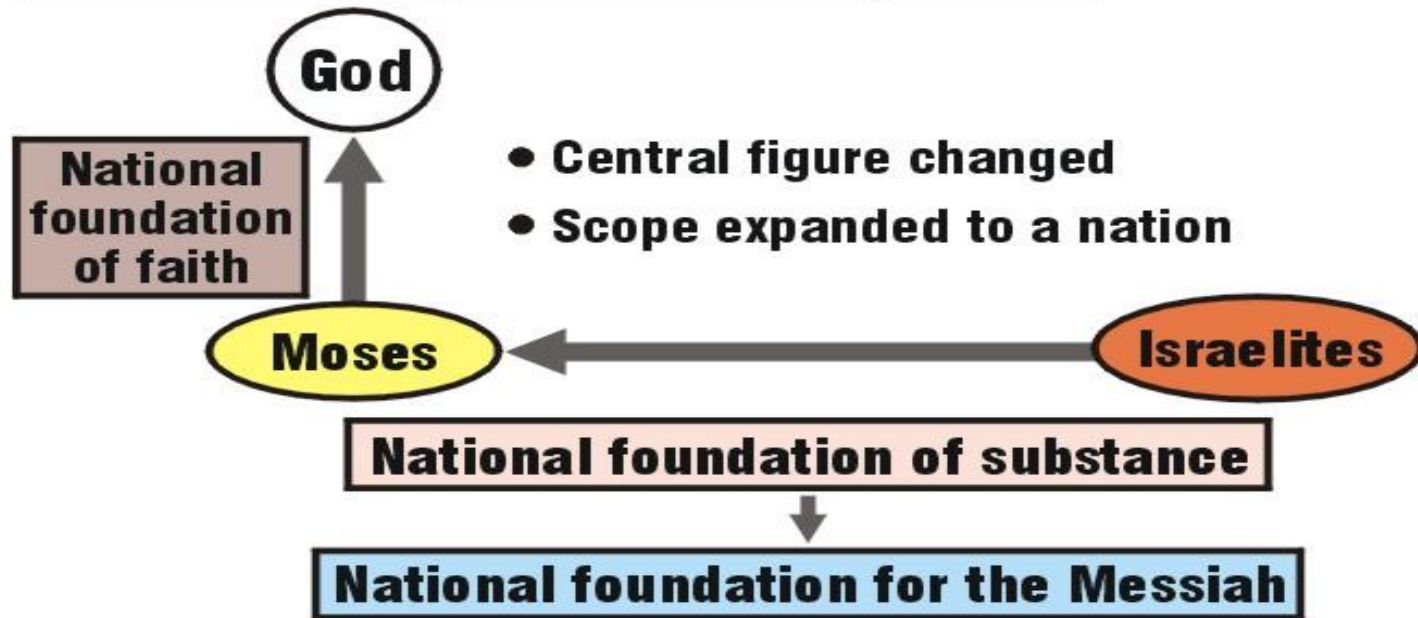 God
National
foundation
of faith
• Central figure changed
• Scope expanded to a nation
Moses
Israelites
National foundation of substance
National foundation for the Messiah